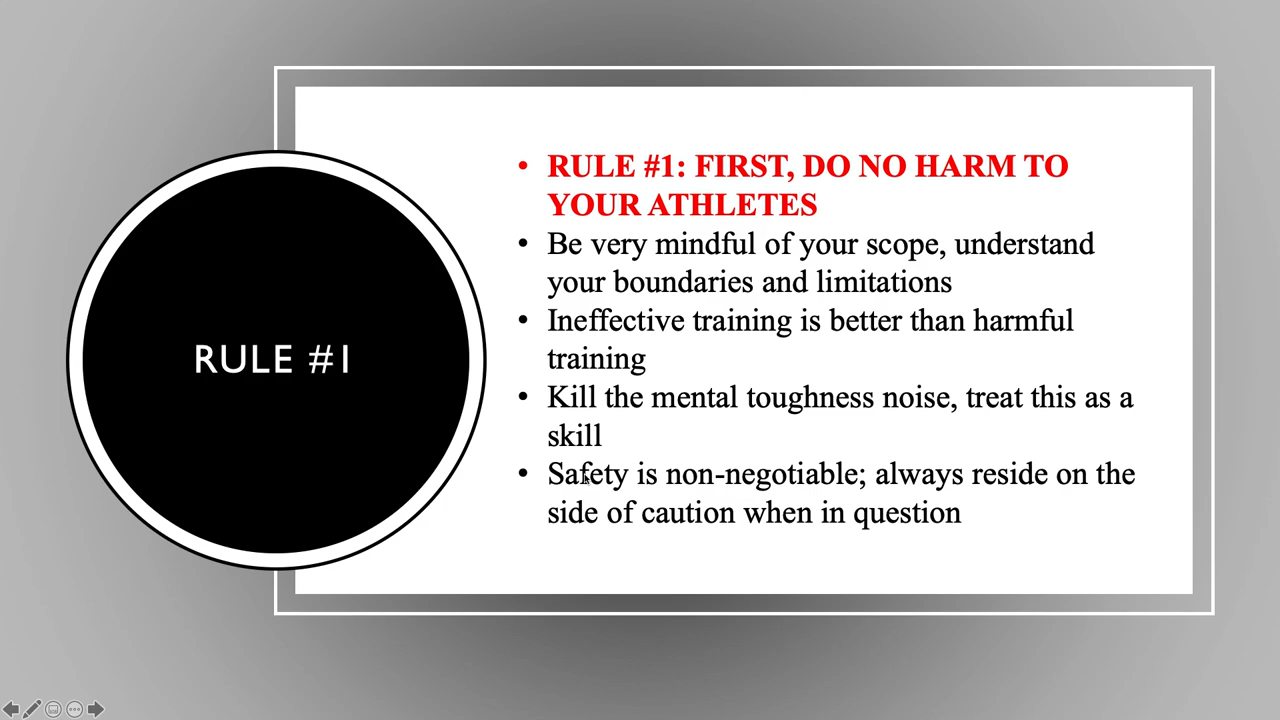 RULE #1
• RULE #1: FIRST, DO NO HARM TO
YOUR ATHLETES
• Be very mindful of your scope, understand
your boundaries and limitations
• Ineffective training is better than harmful
training
• Kill the mental toughness noise, treat this as a
skill
• Safety is non-negotiable; always reside on the
side of caution when in question